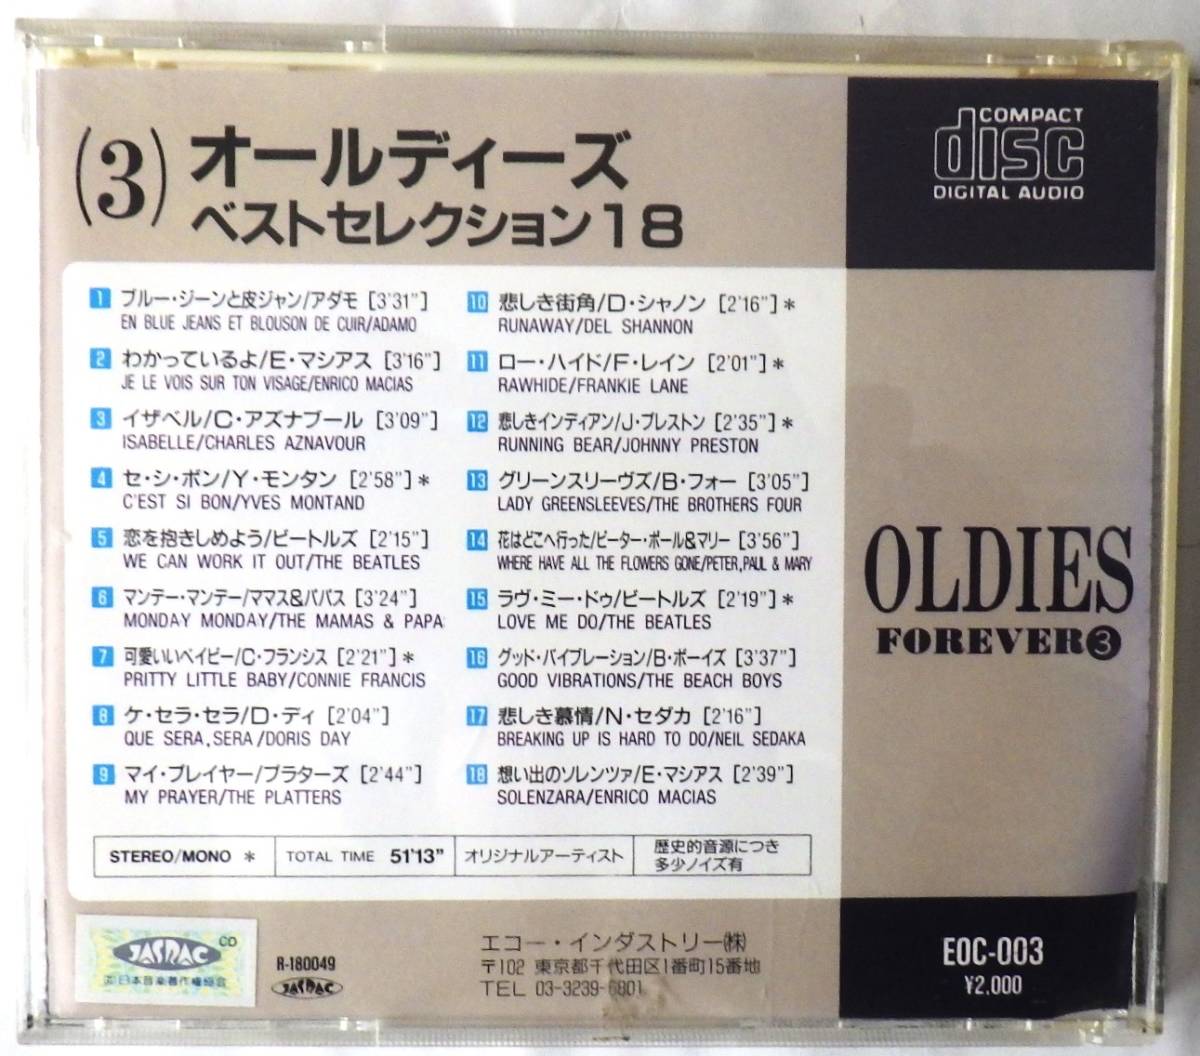 (3) オールディーズ
ベストセレクション18
COMPACT
disc
DIGITAL AUDIO
1 ブルー・ジーンと皮ジャン/アダモ [3'31"]
EN BLUE JEANS ET BLOUSON DE CUIR/ADAMO
2 わかっているよ/E・マシアス [3'16"]
JE LE VOIS SUR TON VISAGE/ENRICO MACIAS
3 イザベル/C・アズナブール [3'09"]
ISABELLE/CHARLES AZNAVOUR
4 セ・シ・ボン/Y・モンタン [2'58"]*
C'EST SI BON/YVES MONTAND
5 恋を抱きしめよう/ビートルズ [2'15"]
WE CAN WORK IT OUT/THE BEATLES
6 マンデー・マンデー/ママス&パパス [3'24"]
MONDAY MONDAY/THE MAMAS & PAPA
7 可愛いいベイビー/C・フランシス [2'21"]*
PRITTY LITTLE BABY/CONNIE FRANCIS
8 ケ・セラ・セラ/D・ディ [2'04"]
QUE SERA, SERA/DORIS DAY
9 マイ・プレイヤー/プラターズ [2'44"]
MY PRAYER/THE PLATTERS
10 悲しき街角/D・シャノン [2'16"]*
RUNAWAY/DEL SHANNON
11 ロー・ハイド/F・レイン [2'01"]*
RAWHIDE/FRANKIE LANE
12 悲しきインディアン/J・プレストン [2'35"]*
RUNNING BEAR/JOHNNY PRESTON
13 グリーンスリーヴズ/B・フォー [3'05"]
LADY GREENSLEEVES/THE BROTHERS FOUR
14 花はどこへ行った/ピーター・ポール&マリー [3'56"]
WHERE HAVE ALL THE FLOWERS GONE/PETER, PAUL & MARY
15 ラヴ・ミー・ドゥ/ビートルズ [2'19"]*
LOVE ME DO/THE BEATLES
16 グッド・バイブレーション/B・ボーイズ [3'37"]
GOOD VIBRATIONS/THE BEACH BOYS
17 悲しき慕情/N・セダカ [2'16"]
BREAKING UP IS HARD TO DO/NEIL SEDAKA
18 想い出のソレンツァ/E・マシアス [2'39"]
SOLENZARA/ENRICO MACIAS
OLDIES
FOREVER③
STEREO/MONO * TOTAL TIME 51'13" オリジナルアーティスト 歴史的音源につき
多少ノイズ有
CD
JASRAC
日本音楽著作権協会
R-180049
JASRAC
エコー・インダストリー㈱
〒102 東京都千代田区1番町15番地
TEL 03-3239-6801
EOC-003
¥2,000